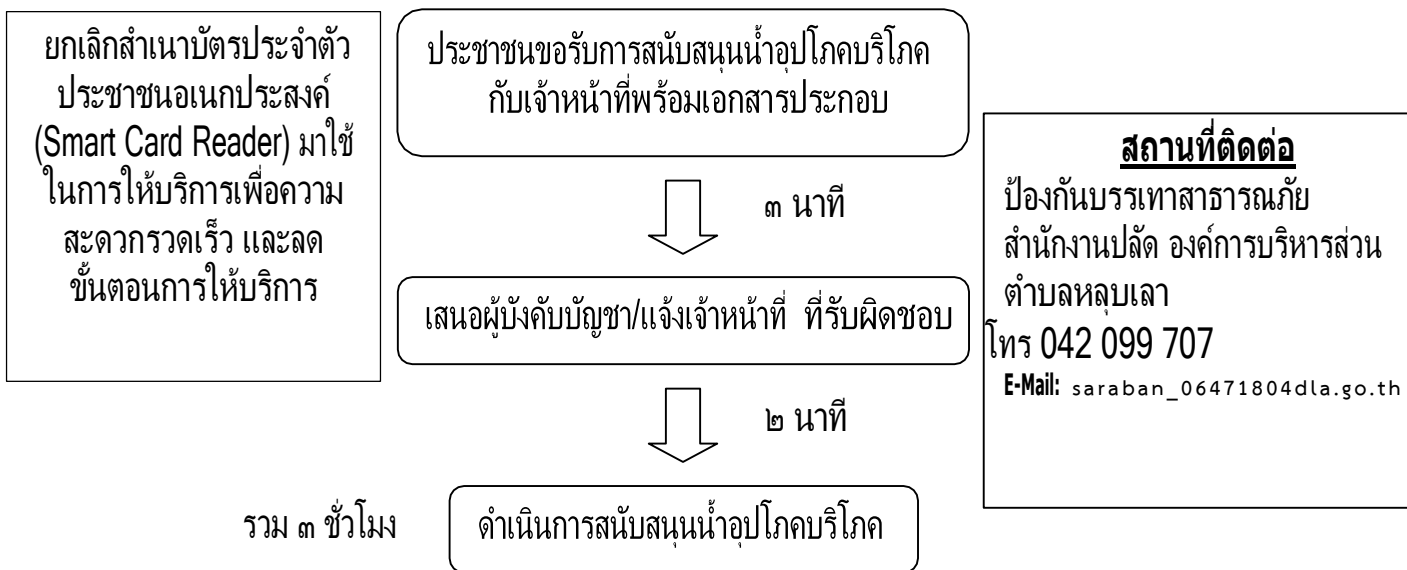 ยกเลิกสำเนาบัตรประจำตัว
ประชาชนอเนกประสงค์
(Smart Card Reader) มาใช้
ในการให้บริการเพื่อความ
สะดวกรวดเร็ว และลด
ขั้นตอนการให้บริการ
ประชาชนขอรับการสนับสนุนน้ำอุปโภคบริโภค
กับเจ้าหน้าที่พร้อมเอกสารประกอบ
๓ นาที
เสนอผู้บังคับบัญชา/แจ้งเจ้าหน้าที่ ที่รับผิดชอบ
๒ นาที
รวม ๓ ชั่วโมง
ดำเนินการสนับสนุนน้ำอุปโภคบริโภค
สถานที่ติดต่อ
ป้องกันบรรเทาสาธารณภัย
สำนักงานปลัด องค์การบริหารส่วน
ตำบลหลุบเลา
โทร 042 099 707
E-Mail: saraban_06471804dla.go.th